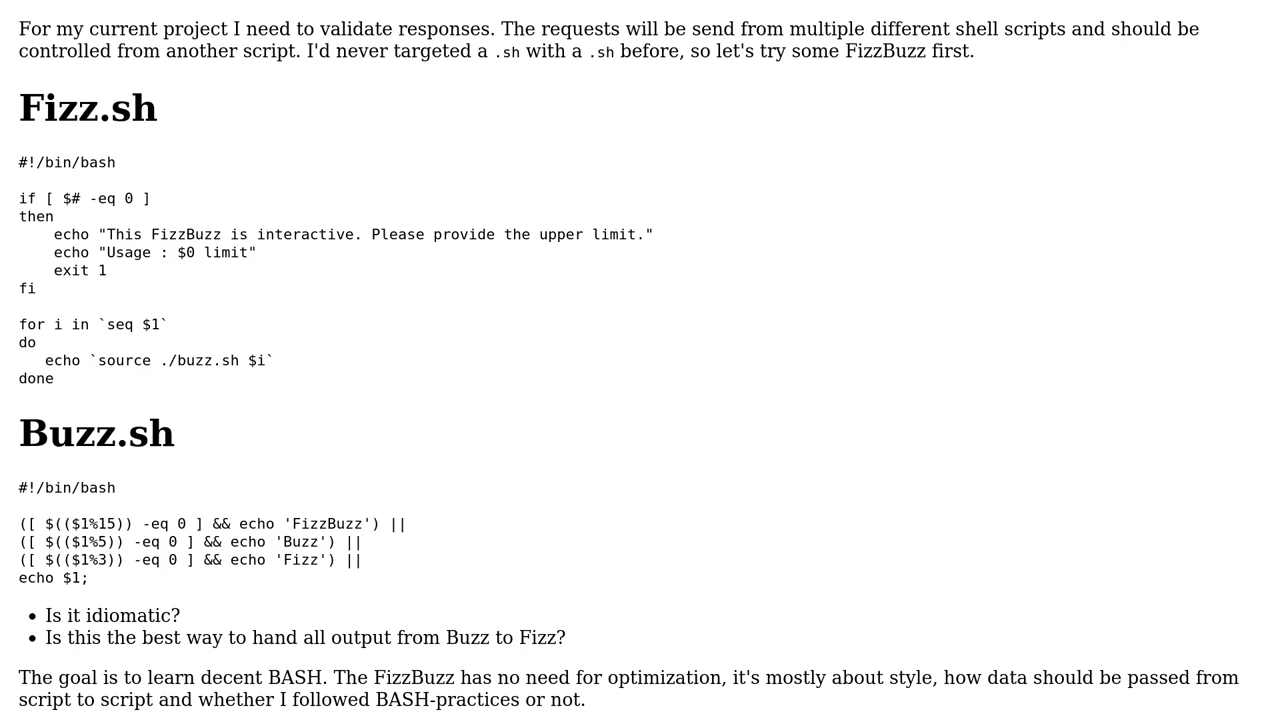 For my current project I need to validate responses. The requests will be send from multiple different shell scripts and should be
controlled from another script. I'd never targeted a .sh with a .sh before, so let's try some FizzBuzz first.
Fizz.sh
#!/bin/bash
if [ $# -eq 0 ]
then
    echo "This FizzBuzz is interactive. Please provide the upper limit."
    echo "Usage : $0 limit"
    exit 1
fi
for i in `seq $1`
do
   echo `source ./buzz.sh $i`
done
Buzz.sh
#!/bin/bash
([ $(($1%15)) -eq 0 ] && echo 'FizzBuzz') ||
([ $(($1%5)) -eq 0 ] && echo 'Buzz') ||
([ $(($1%3)) -eq 0 ] && echo 'Fizz') ||
echo $1;
• Is it idiomatic?
• Is this the best way to hand all output from Buzz to Fizz?
The goal is to learn decent BASH. The FizzBuzz has no need for optimization, it's mostly about style, how data should be passed from
script to script and whether I followed BASH-practices or not.